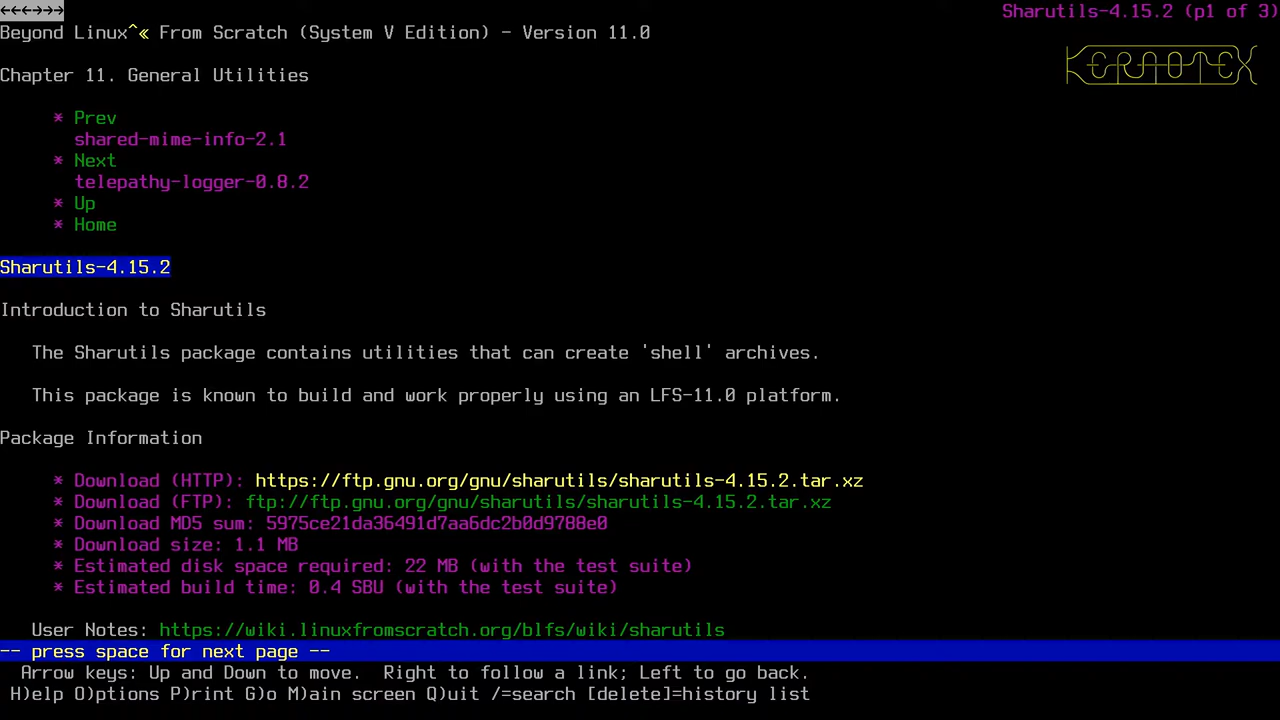 ←←←→→→ Sharutils-4.15.2 (p1 of 3)
Beyond Linux^« From Scratch (System V Edition) - Version 11.0
KERAOTEX
Chapter 11. General Utilities
* Prev
shared-mime-info-2.1
* Next
telepathy-logger-0.8.2
* Up
* Home
Sharutils-4.15.2
Introduction to Sharutils
The Sharutils package contains utilities that can create 'shell' archives.
This package is known to build and work properly using an LFS-11.0 platform.
Package Information
* Download (HTTP): https://ftp.gnu.org/gnu/sharutils/sharutils-4.15.2.tar.xz
* Download (FTP): ftp://ftp.gnu.org/gnu/sharutils/sharutils-4.15.2.tar.xz
* Download MD5 sum: 5975ce21da36491d7aa6dc2b0d9788e0
* Download size: 1.1 MB
* Estimated disk space required: 22 MB (with the test suite)
* Estimated build time: 0.4 SBU (with the test suite)
User Notes: https://wiki.linuxfromscratch.org/blfs/wiki/sharutils
-- press space for next page --
Arrow keys: Up and Down to move.  Right to follow a link; Left to go back.
H)elp O)ptions P)rint G)o M)ain screen Q)uit /=search [delete]=history list